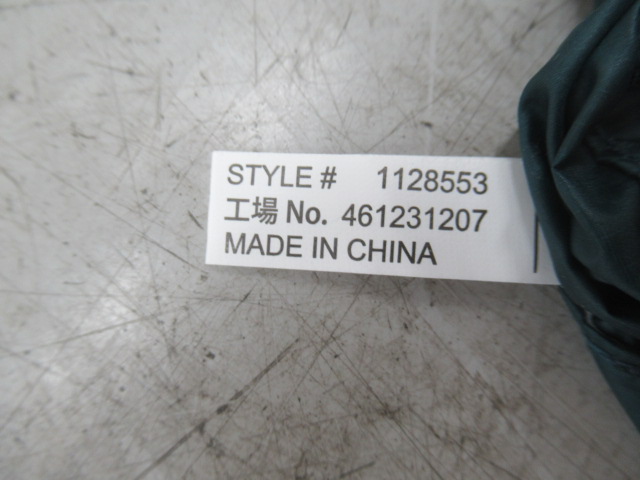 STYLE # 1128553
工場 No. 461231207
MADE IN CHINA